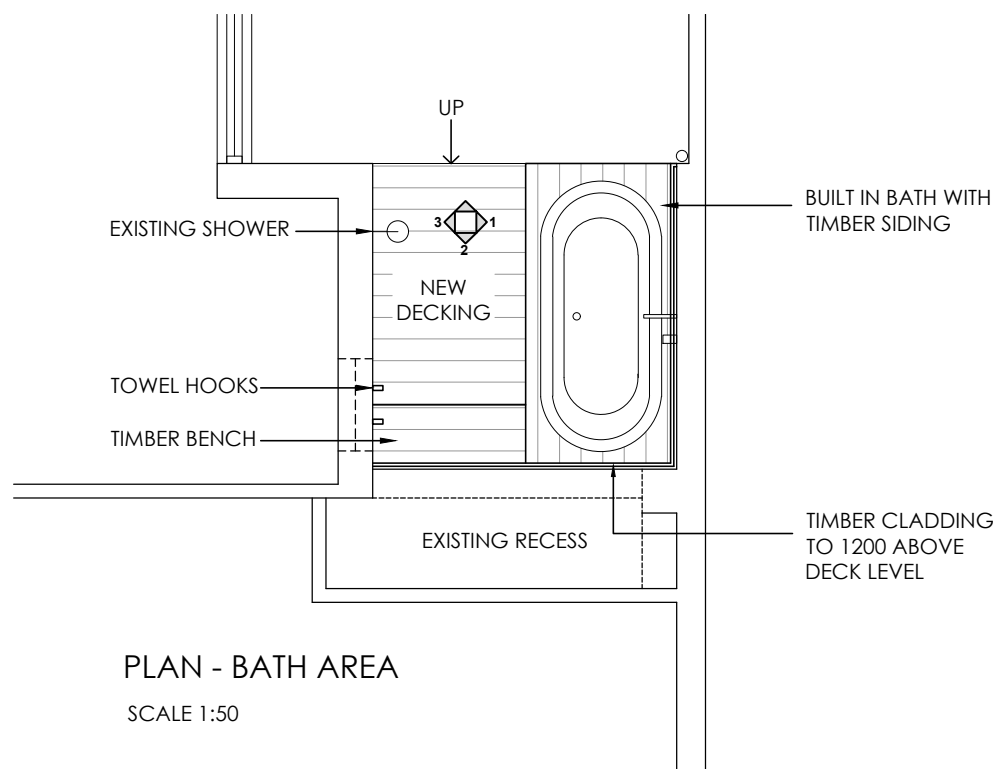 UP
BUILT IN BATH WITH
TIMBER SIDING
EXISTING SHOWER
3
1
2
NEW
DECKING
TOWEL HOOKS
TIMBER BENCH
EXISTING RECESS
TIMBER CLADDING
TO 1200 ABOVE
DECK LEVEL
PLAN - BATH AREA
SCALE 1:50